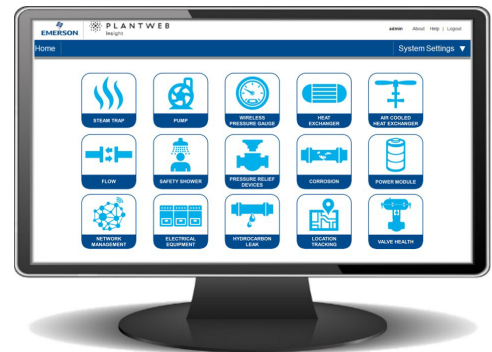 EMERSON
PLANTWEB
Insight
admin About Help | Logout
Home
System Settings ▼
STEAM TRAP
PUMP
WIRELESS
PRESSURE GAUGE
HEAT
EXCHANGER
AIR COOLED
HEAT EXCHANGER
FLOW
SAFETY SHOWER
PRESSURE RELIEF
DEVICES
CORROSION
POWER MODULE
NETWORK
MANAGEMENT
ELECTRICAL
EQUIPMENT
HYDROCARBON
LEAK
LOCATION
TRACKING
VALVE HEALTH